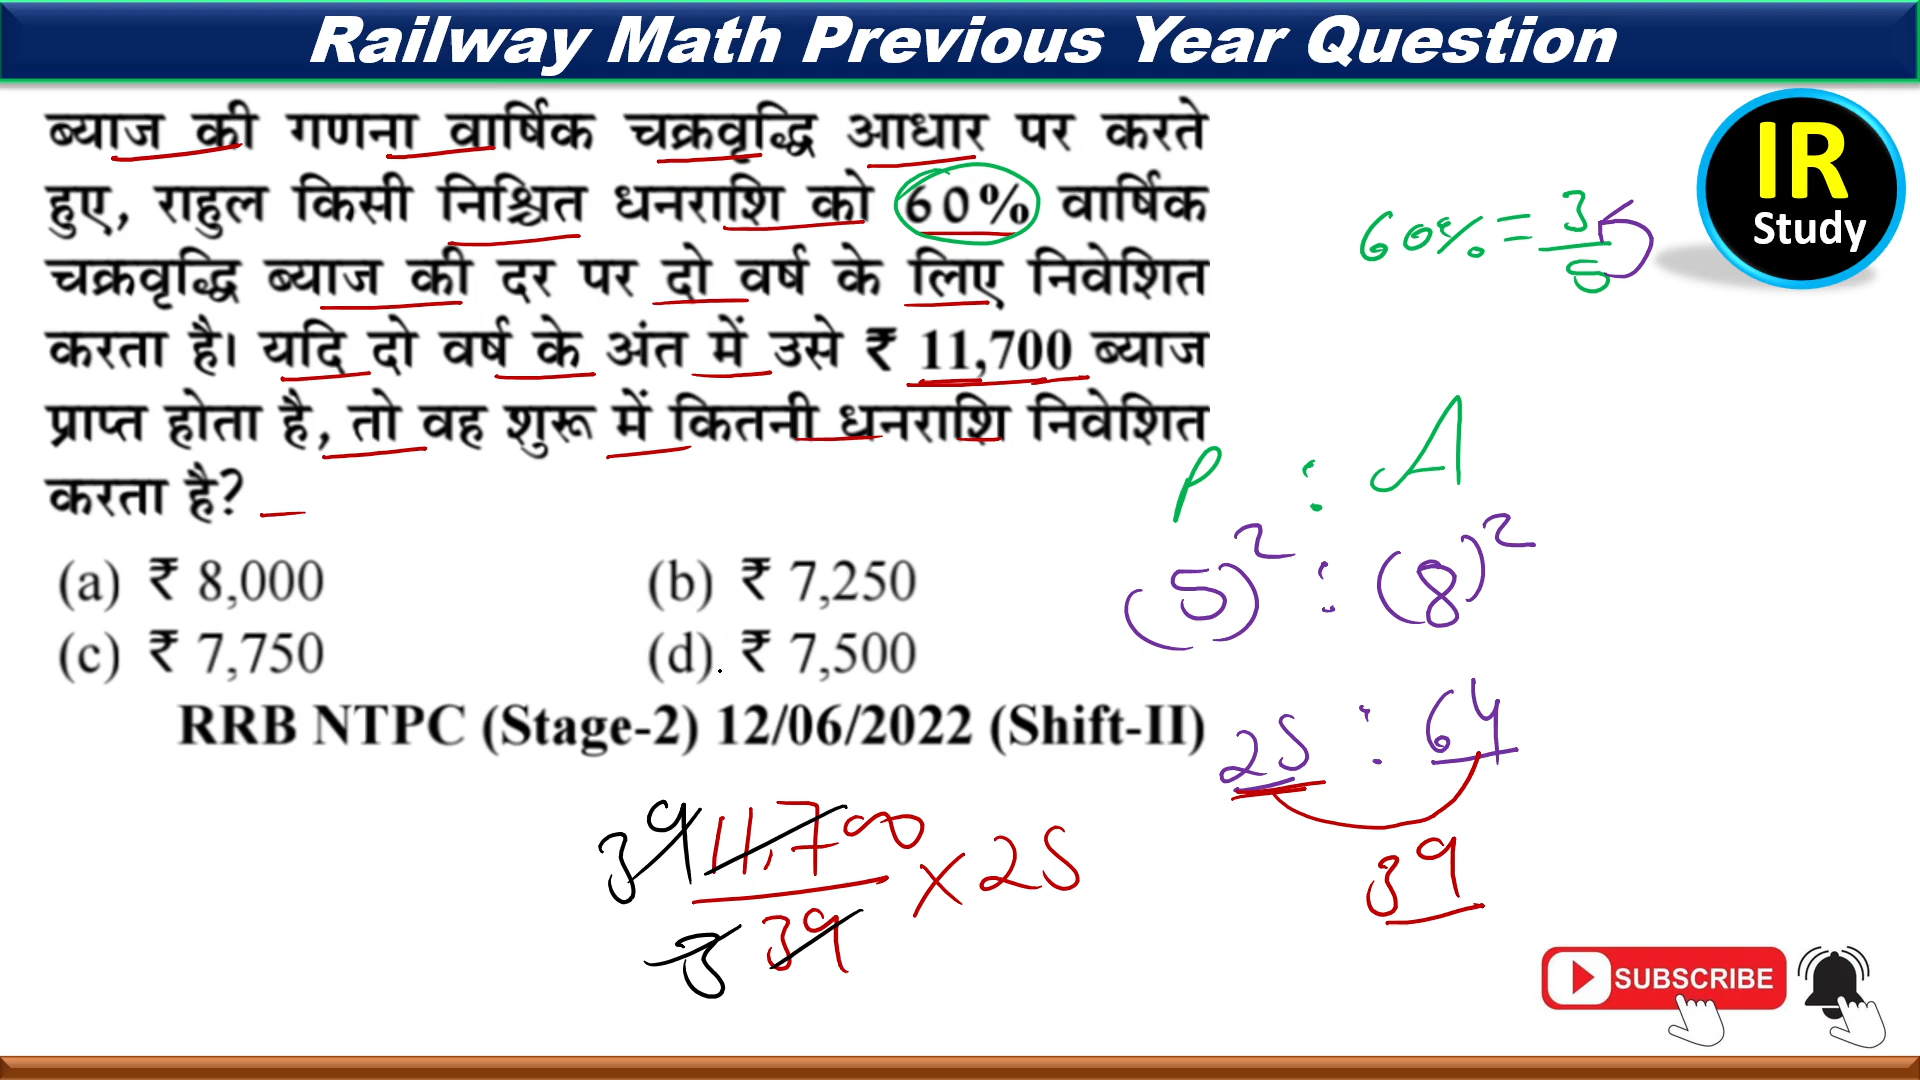 Railway Math Previous Year Question
ब्याज की गणना वार्षिक चक्रवृद्धि आधार पर करते
हुए, राहुल किसी निश्चित धनराशि को 60% वार्षिक
चक्रवृद्धि ब्याज की दर पर दो वर्ष के लिए निवेशित
करता है। यदि दो वर्ष के अंत में उसे ₹ 11,700 ब्याज
प्राप्त होता है, तो वह शुरू में कितनी धनराशि निवेशित
करता है?
(a) ₹ 8,000 (b) ₹ 7,250
(c) ₹ 7,750 (d) ₹ 7,500
RRB NTPC (Stage-2) 12/06/2022 (Shift-II)
IR
Study
60% = 3/5
P : A
(5)² : (8)²
25 : 64
39
39 11,700 × 25
3 39
SUBSCRIBE